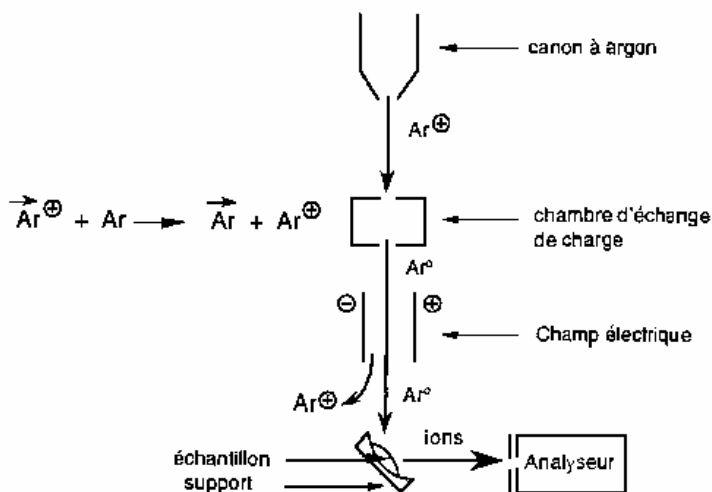 canon à argon
Ar⊕
Ar⊕ + Ar → Ar + Ar⊕
chambre d'échange
de charge
Ar°
⊖ ⊕
Champ électrique
Ar⊕
Ar°
ions
échantillon
support
Analyseur